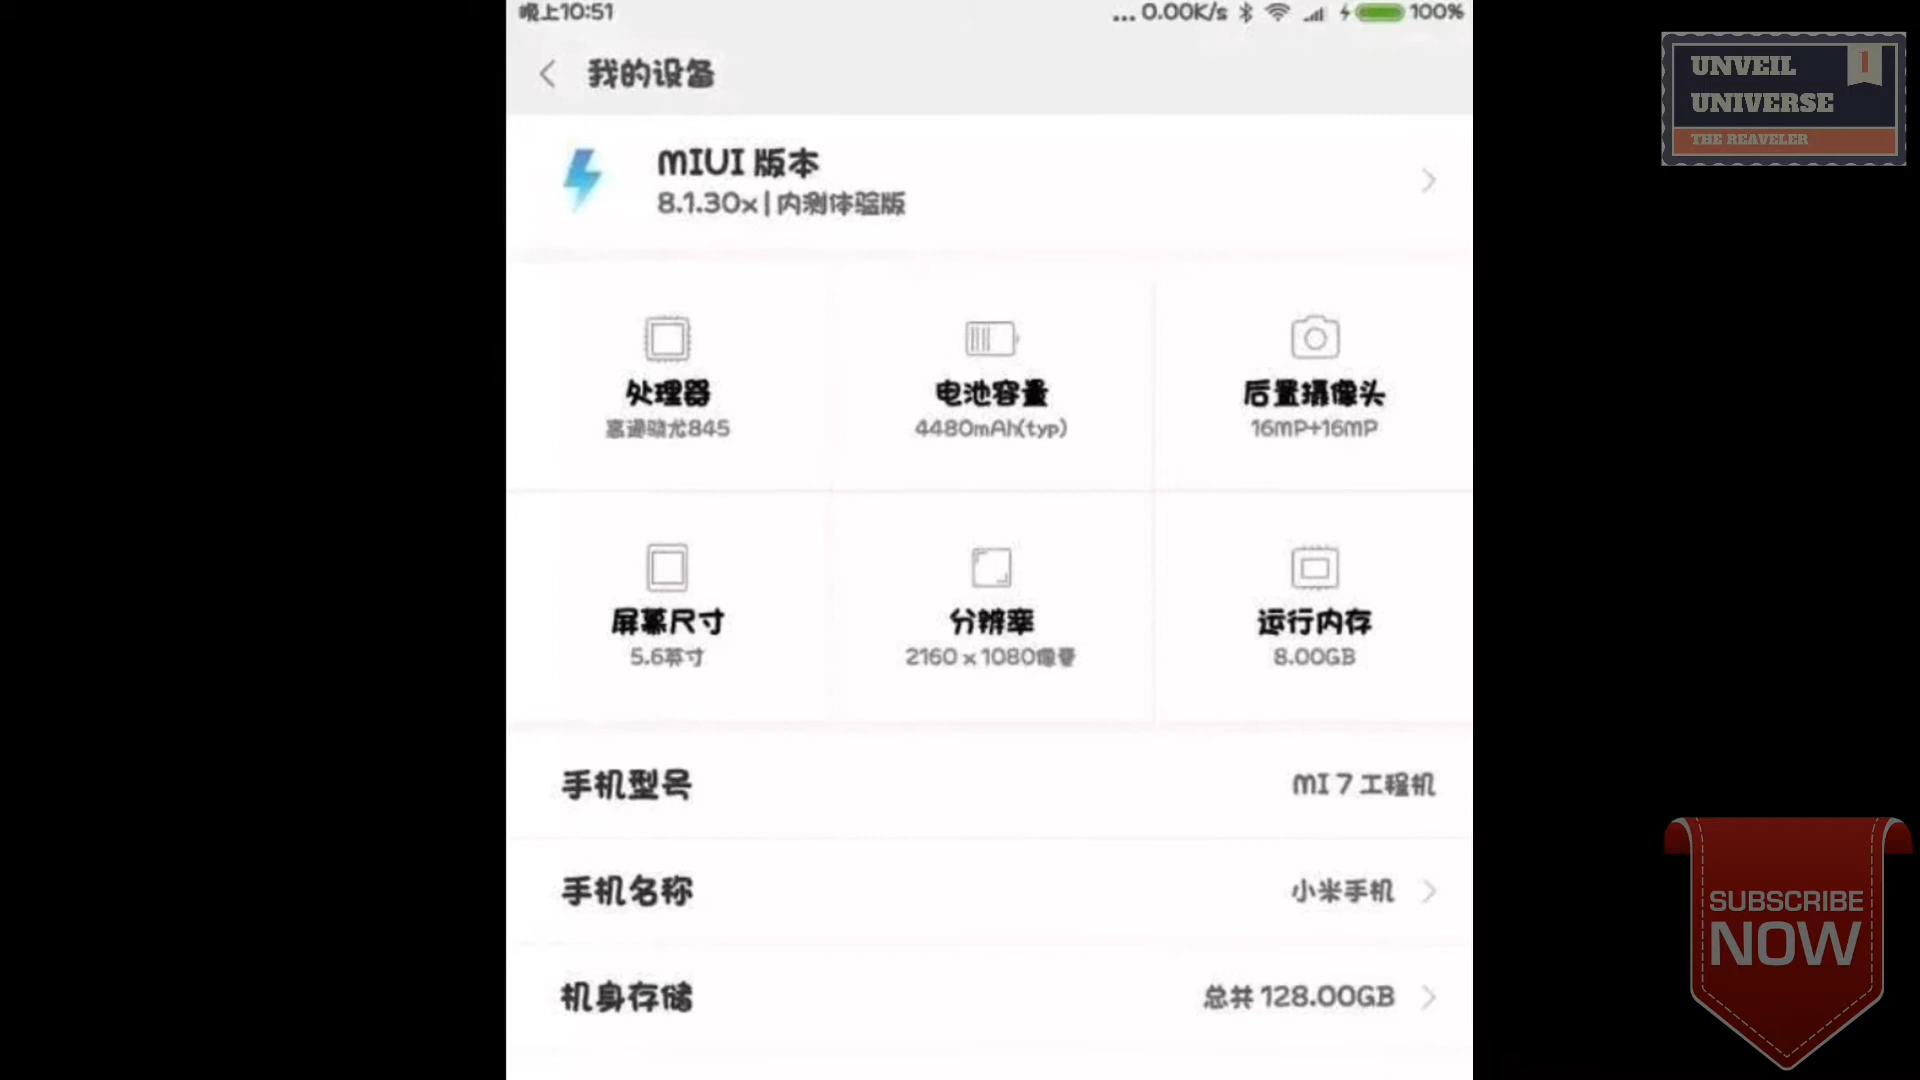 晚上10:51
... 0.00K/s 100%
我的设备
MIUI 版本
8.1.30x | 内测体验版
处理器
高通骁龙845
电池容量
4480mAh(typ)
后置摄像头
16MP+16MP
屏幕尺寸
5.6英寸
分辨率
2160 x 1080像素
运行内存
8.00GB
手机型号
MI 7 工程机
手机名称
小米手机
机身存储
总共 128.00GB
UNVEIL
UNIVERSE
1
THE REAVELER
SUBSCRIBE
NOW